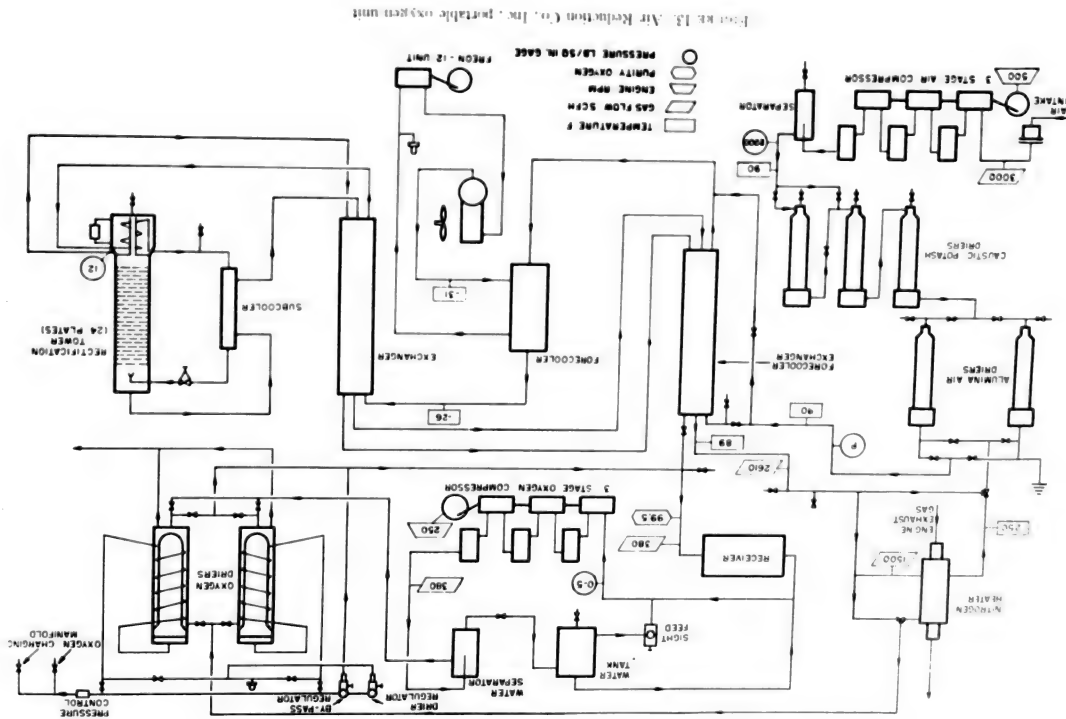 DRIER
REGULATOR
BY-PASS
REGULATOR
PRESSURE
CONTROL
OXYGEN CHARGING
MANIFOLD
WATER
TANK
WATER
SEPARATOR
SIGHT
FEED
NITROGEN
HEATER
1500
ENGINE
EXHAUST
GAS
250
RECEIVER
0-5
380
OXYGEN
DRIERS
380
99.5
250
3 STAGE OXYGEN COMPRESSOR
2610
89
P
90
-26
ALUMINA AIR
DRIERS
FORECOOLER
EXCHANGER
FORECOOLER
EXCHANGER
RECTIFICATION
TOWER
(24 PLATES)
SUBCOOLER
-31
12
CAUSTIC POTASH
DRIERS
3000
90
2000
AIR
INTAKE
500
3 STAGE AIR COMPRESSOR
SEPARATOR
TEMPERATURE F
GAS FLOW SCFH
ENGINE RPM
PURITY OXYGEN
PRESSURE LB/SQ IN. GAGE
FREON-12 UNIT
FIGURE 13. Air Reduction Co., Inc., portable oxygen unit